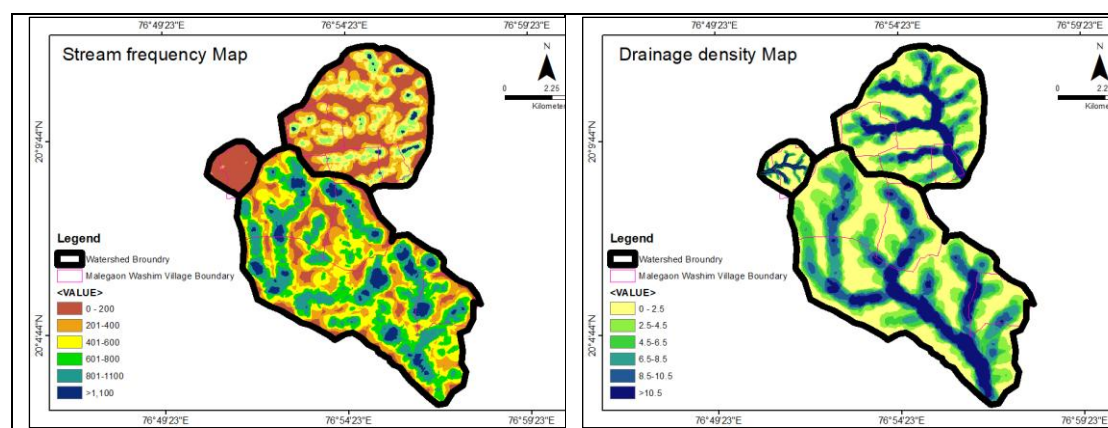 76°49'23"E 76°54'23"E 76°59'23"E
Stream frequency Map
N
0 2.25
Kilometer
20°9'44"N
20°4'44"N
Legend
Watershed Broundry
Malegaon Washim Village Boundary
<VALUE>
0 - 200
201-400
401-600
601-800
801-1100
>1,100
76°49'23"E 76°54'23"E 76°59'23"E
76°49'23"E 76°54'23"E 76°59'23"E
Drainage density Map
N
0 2.2
Kilome
20°9'44"N
20°4'44"N
Legend
Watershed Broundry
Malegaon Washim Village Boundary
<VALUE>
0 - 2.5
2.5-4.5
4.5-6.5
6.5-8.5
8.5-10.5
>10.5
76°49'23"E 76°54'23"E 76°59'23"E